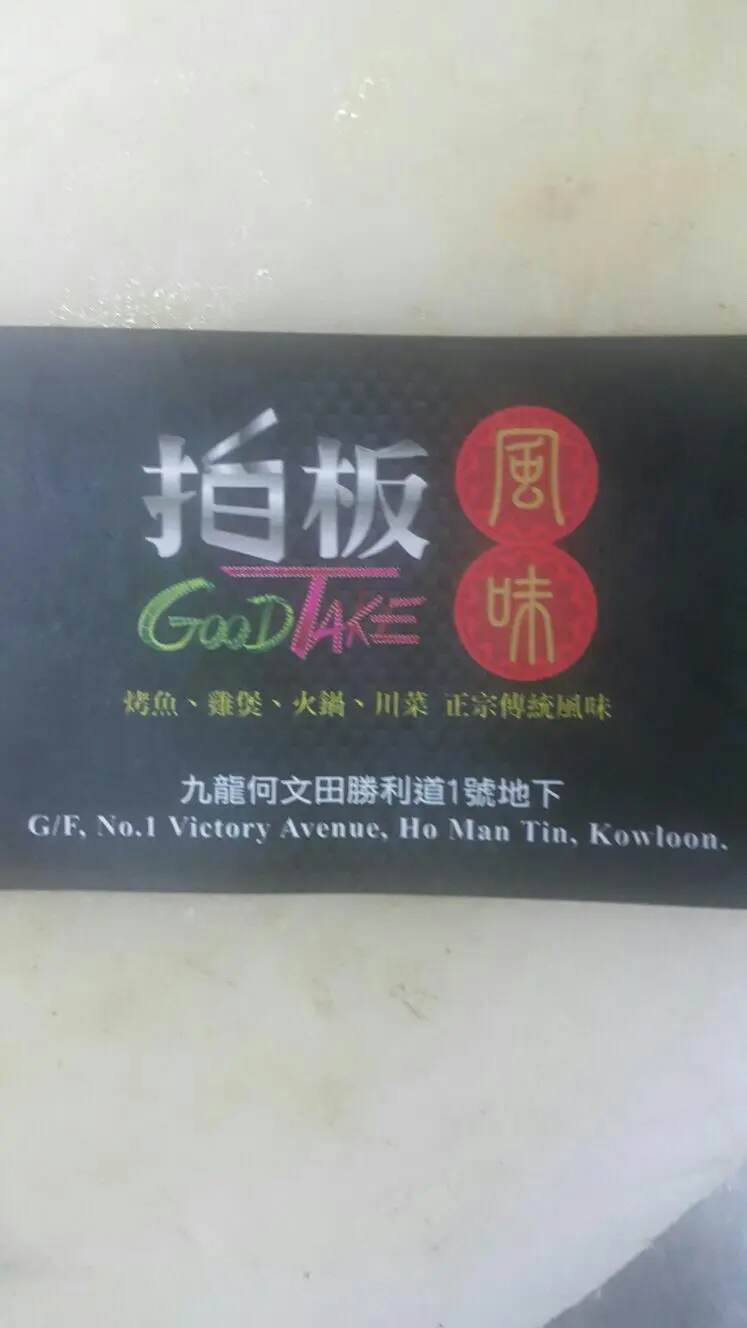 拍板 風味
GOOD TAKE
烤魚、雞煲、火鍋、川菜 正宗傳統風味
九龍何文田勝利道1號地下
G/F, No.1 Victory Avenue, Ho Man Tin, Kowloon.